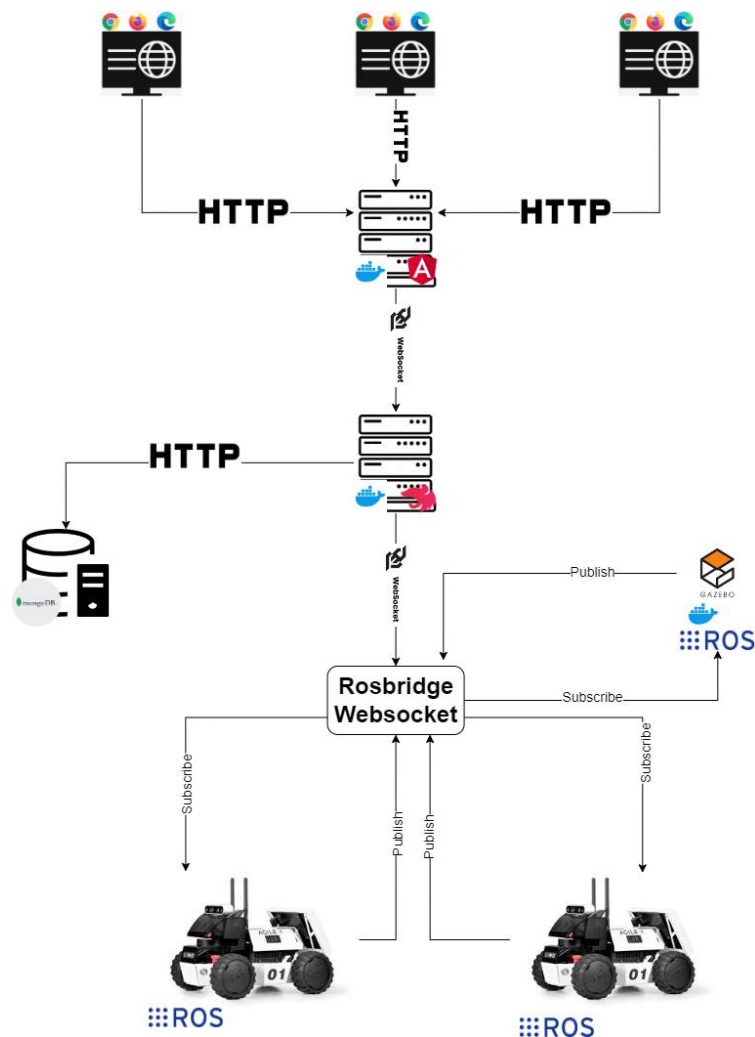 HTTP
HTTP
HTTP
A
WebSocket
HTTP
WebSocket
mongoDB
Publish
GAZEBO
ROS
Rosbridge
Websocket
Subscribe
Subscribe
Subscribe
Publish
Publish
AGILE X
01
AGILE X
01
ROS
ROS